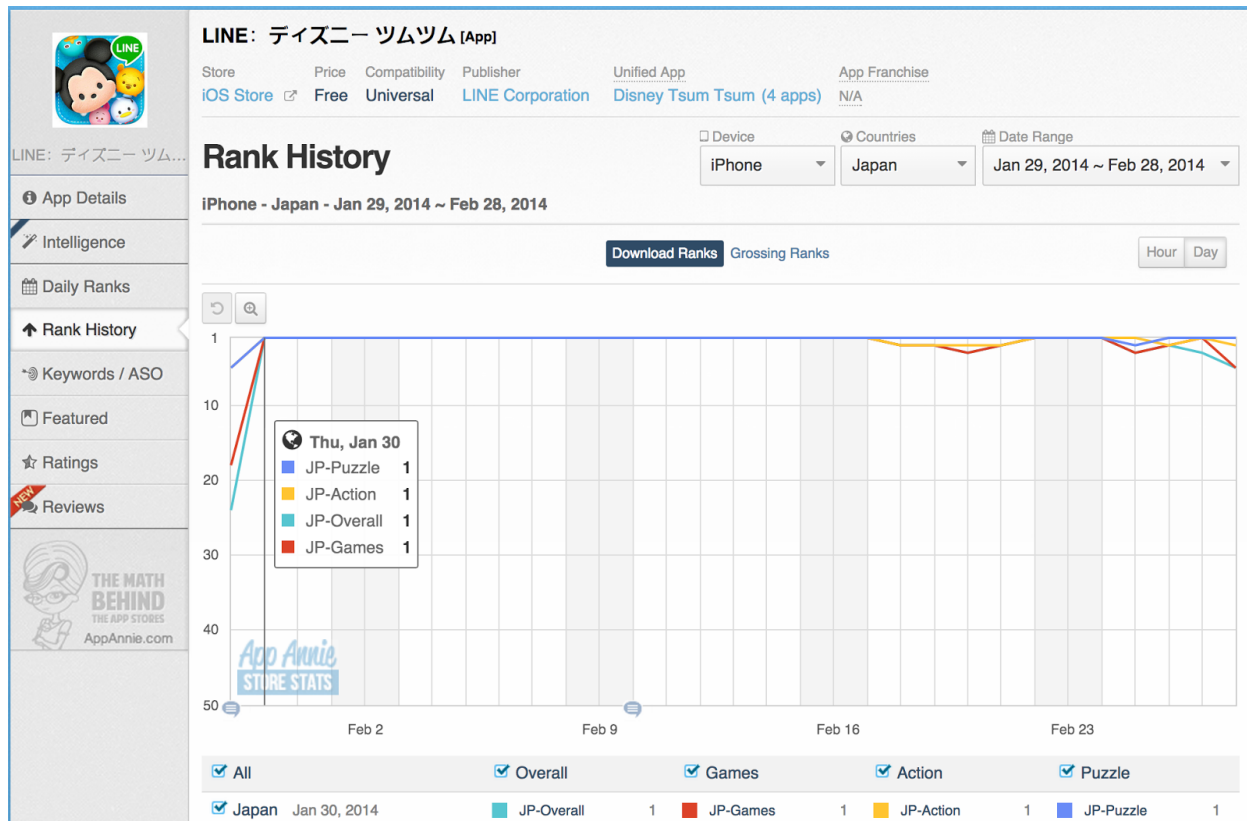 LINE
LINE: ディズニー ツムツム [App]
Store Price Compatibility Publisher Unified App App Franchise
iOS Store Free Universal LINE Corporation Disney Tsum Tsum (4 apps) N/A
LINE: ディズニー ツム...
App Details
Intelligence
Daily Ranks
Rank History
Keywords / ASO
Featured
Ratings
NEW
Reviews
THE MATH
BEHIND
THE APP STORES
AppAnnie.com
Rank History
Device Countries Date Range
iPhone Japan Jan 29, 2014 ~ Feb 28, 2014
iPhone - Japan - Jan 29, 2014 ~ Feb 28, 2014
Download Ranks Grossing Ranks Hour Day
1
10
20
30
40
50
Thu, Jan 30
JP-Puzzle 1
JP-Action 1
JP-Overall 1
JP-Games 1
App Annie
STORE STATS
Feb 2 Feb 9 Feb 16 Feb 23
All Overall Games Action Puzzle
Japan Jan 30, 2014 JP-Overall 1 JP-Games 1 JP-Action 1 JP-Puzzle 1